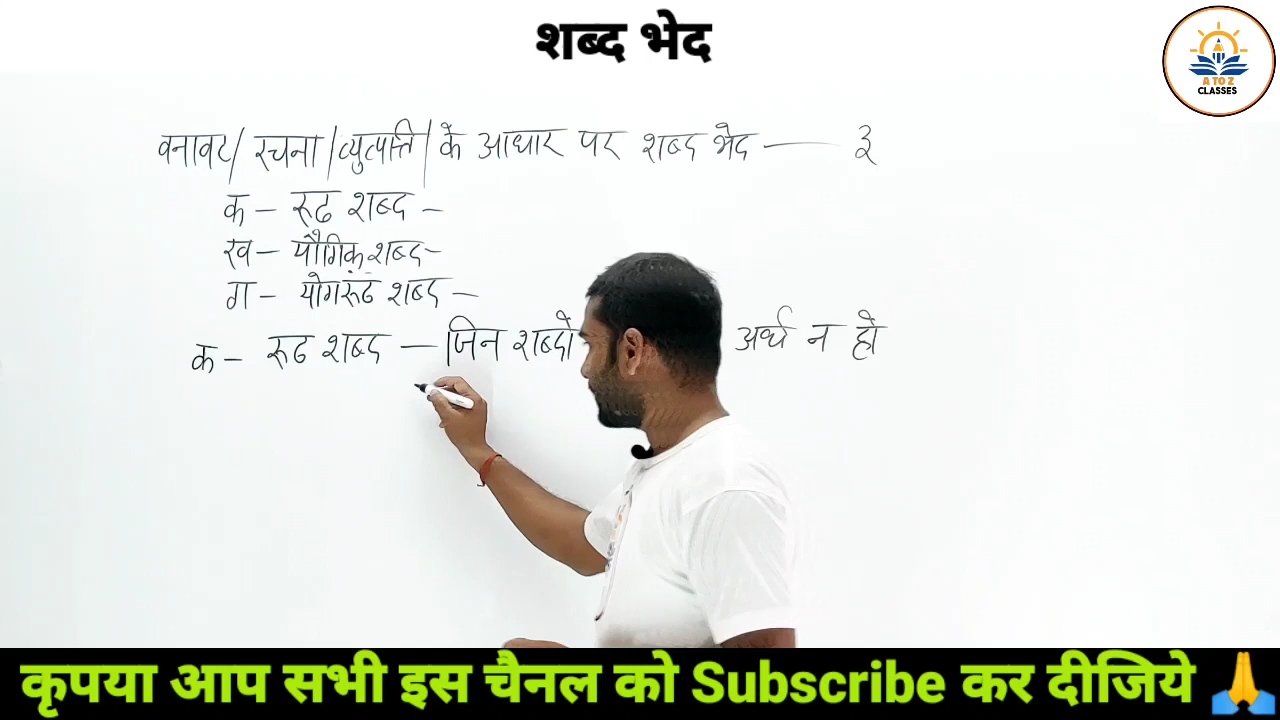 शब्द भेद
A TO Z
CLASSES
वनावट/ रचना/व्युत्पत्ति/ के आधार पर शब्द भेद — ३
क – रूढ शब्द –
ख – यौगिक शब्द –
ग – योगरूढ शब्द –
क – रूढ शब्द – जिन शब्दो अर्थ न हो
कृपया आप सभी इस चैनल को Subscribe कर दीजिये 🙏